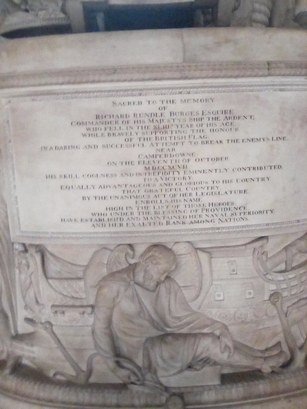 SACRED TO THE MEMORY
OF
RICHARD RUNDLE BURGES ESQUIRE
COMMANDER OF HIS MAJESTYS SHIP THE ARDENT,
WHO FELL IN THE YEAR OF HIS AGE
WHILE BRAVELY SUPPORTING THE HONOUR
OF THE BRITISH FLAG,
IN A DARING AND SUCCESSFUL ATTEMPT TO BREAK THE ENEMYS LINE
NEAR
CAMPERDOWN,
ON THE ELEVENTH OF OCTOBER
MDCCXCVII
HIS SKILL COOLNESS AND INTREPIDITY EMINENTLY CONTRIBUTED
TO A VICTORY
EQUALLY ADVANTAGEOUS AND GLORIOUS TO HIS COUNTRY.
THAT GRATEFUL COUNTRY
BY THE UNANIMOUS ACT OF HER LEGISLATURE
ENROLLS HIS NAME
HIGH IN THE LIST OF THOSE HEROES,
WHO UNDER THE BLESSING OF PROVIDENCE
HAVE ESTABLISHED AND MAINTAINED HER NAVAL SUPERIORITY
AND HER EXALTED RANK AMONG NATIONS